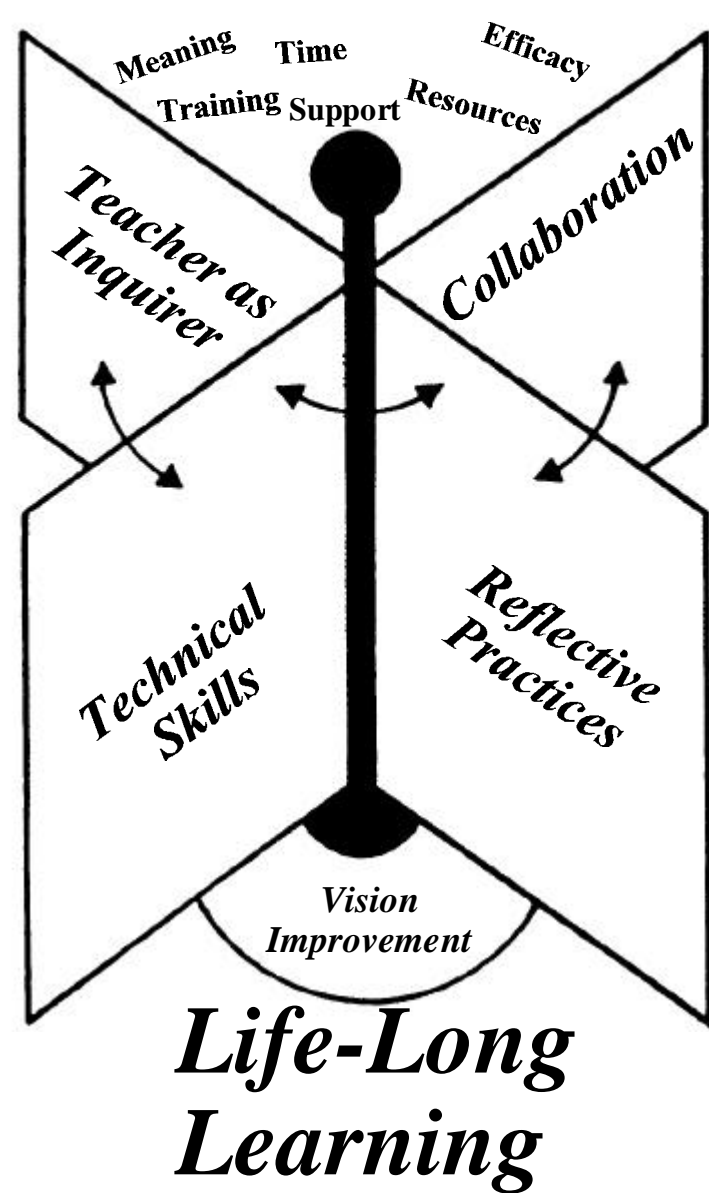 Meaning
Time
Efficacy
Training
Support
Resources
Teacher as
Inquirer
Collaboration
Technical
Skills
Reflective
Practices
Vision
Improvement
Life-Long
Learning